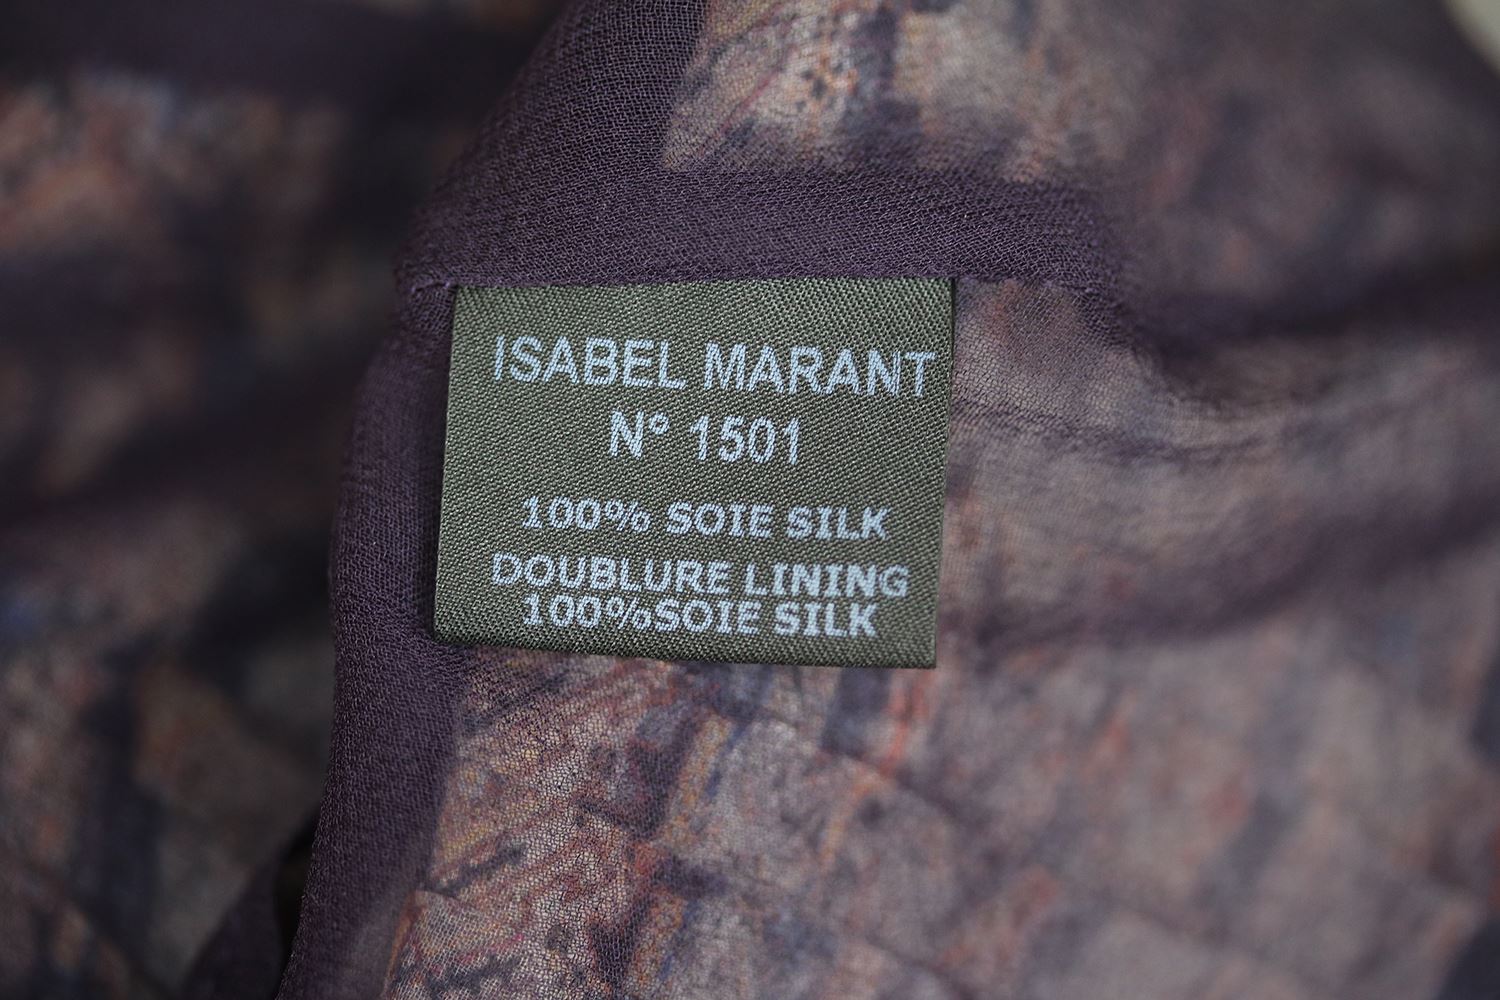 ISABEL MARANT
N° 1501
100% SOIE SILK
DOUBLURE LINING
100%SOIE SILK